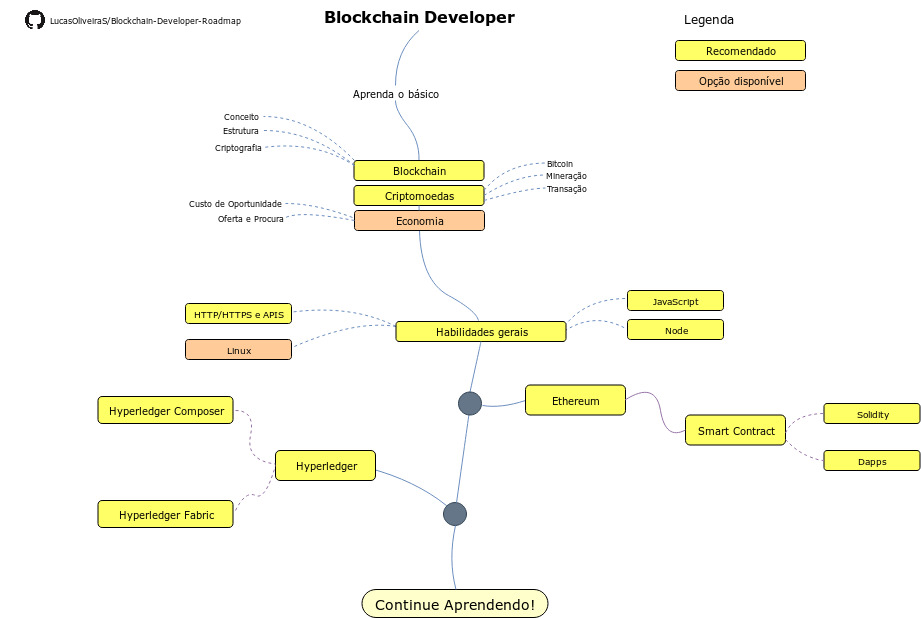 LucasOliveiraS/Blockchain-Developer-Roadmap
Blockchain Developer
Legenda
Recomendado
Opção disponível
Aprenda o básico
Conceito
Estrutura
Criptografia
Blockchain
Bitcoin
Mineração
Transação
Criptomoedas
Custo de Oportunidade
Oferta e Procura
Economia
HTTP/HTTPS e APIS
Linux
Habilidades gerais
JavaScript
Node
Ethereum
Smart Contract
Solidity
Dapps
Hyperledger Composer
Hyperledger
Hyperledger Fabric
Continue Aprendendo!